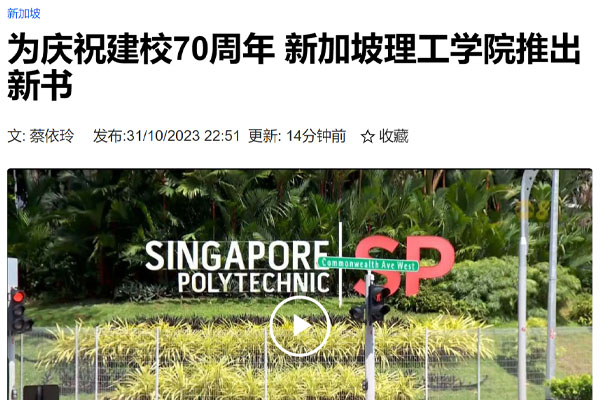 新加坡
为庆祝建校70周年 新加坡理工学院推出
新书
文: 蔡依玲 发布:31/10/2023 22:51 更新: 14分钟前 ☆ 收藏
SINGAPORE
POLYTECHNIC
SP
Commonwealth Ave West